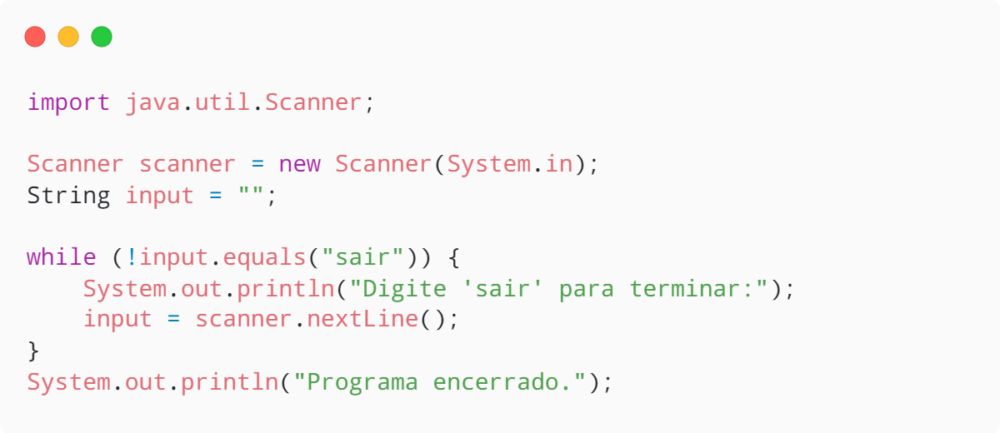 import java.util.Scanner;

Scanner scanner = new Scanner(System.in);
String input = "";

while (!input.equals("sair")) {
    System.out.println("Digite 'sair' para terminar:");
    input = scanner.nextLine();
}
System.out.println("Programa encerrado.");